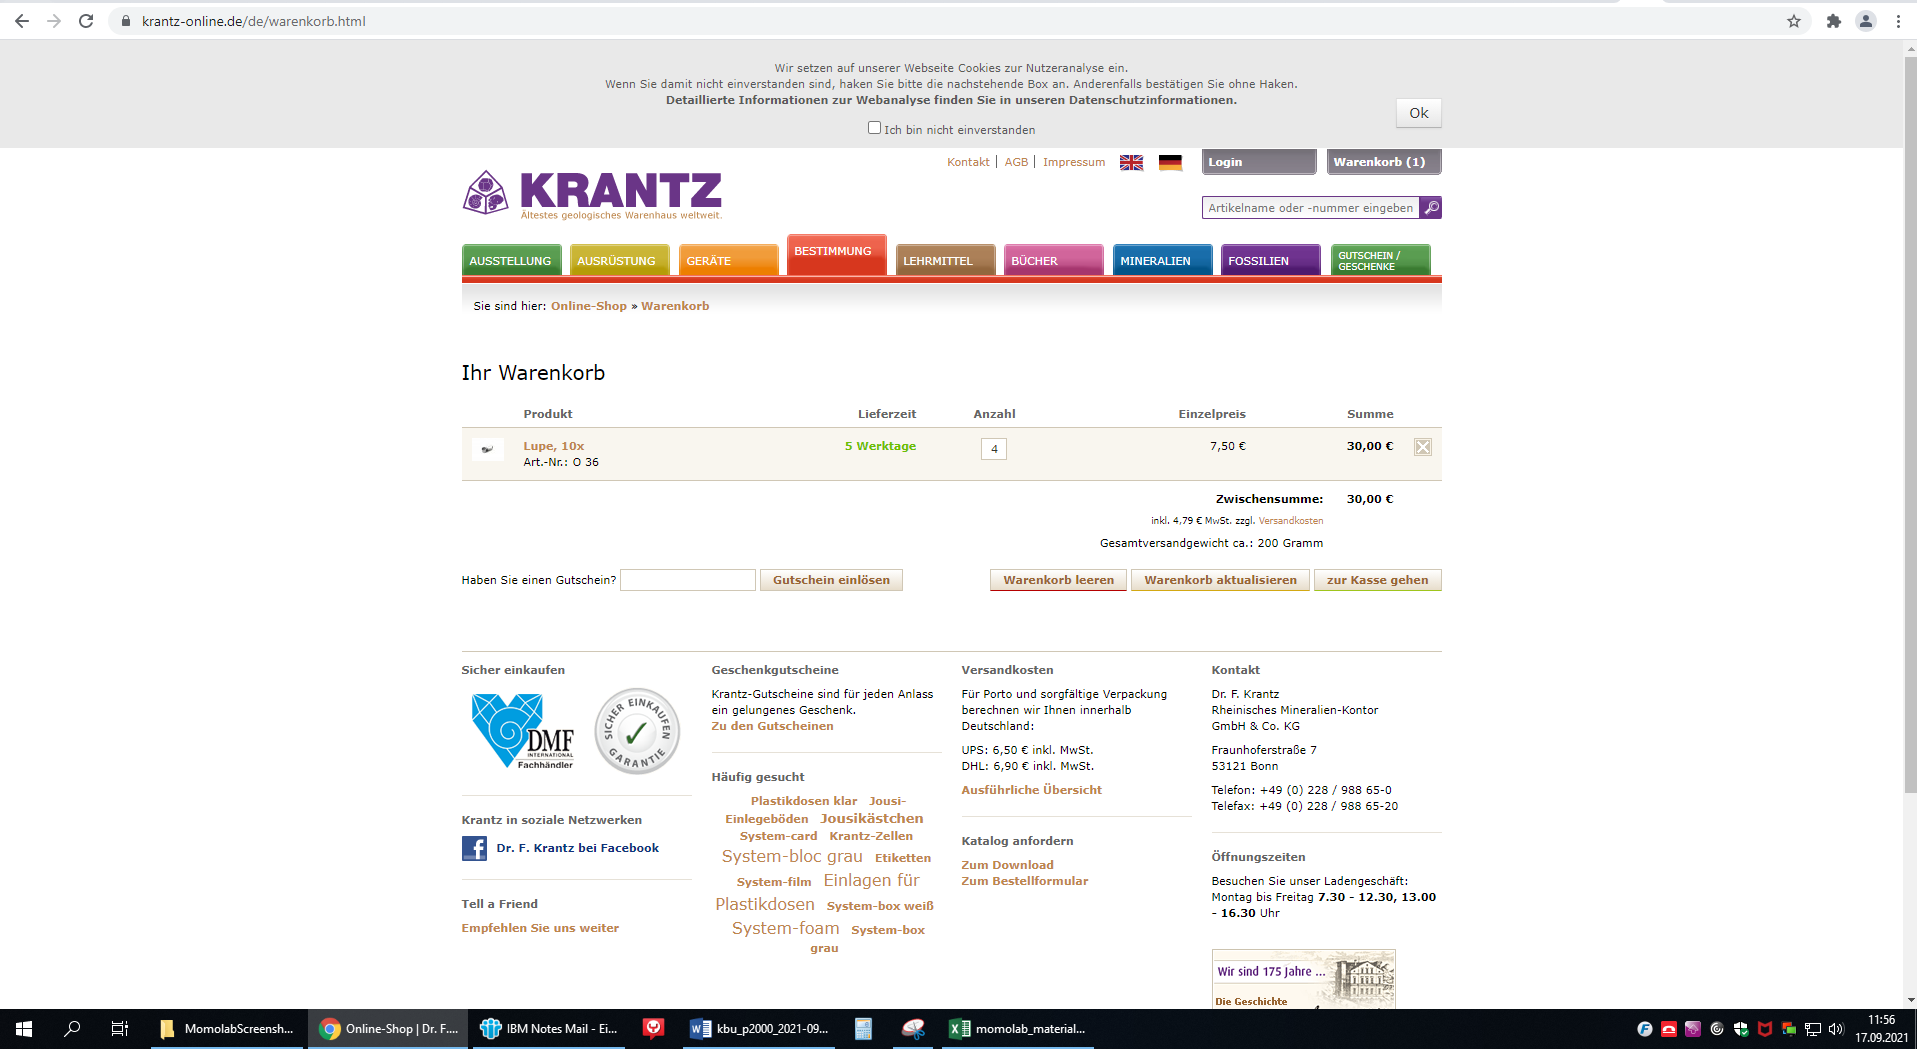 krantz-online.de/de/warenkorb.html
Wir setzen auf unserer Webseite Cookies zur Nutzeranalyse ein.
Wenn Sie damit nicht einverstanden sind, haken Sie bitte die nachstehende Box an. Anderenfalls bestätigen Sie ohne Haken.
Detaillierte Informationen zur Webanalyse finden Sie in unseren Datenschutzinformationen.
Ok
Ich bin nicht einverstanden
Kontakt | AGB | Impressum
Login
Warenkorb (1)
KRANTZ
Ältestes geologisches Warenhaus weltweit.
Artikelname oder -nummer eingeben
AUSSTELLUNG
AUSRÜSTUNG
GERÄTE
BESTIMMUNG
LEHRMITTEL
BÜCHER
MINERALIEN
FOSSILIEN
GUTSCHEIN /
GESCHENKE
Sie sind hier: Online-Shop » Warenkorb
Ihr Warenkorb
Produkt Lieferzeit Anzahl Einzelpreis Summe
Lupe, 10x 5 Werktage 4 7,50 € 30,00 €
Art.-Nr.: O 36
Zwischensumme: 30,00 €
inkl. 4,79 € MwSt. zzgl. Versandkosten
Gesamtversandgewicht ca.: 200 Gramm
Haben Sie einen Gutschein? Gutschein einlösen
Warenkorb leeren
Warenkorb aktualisieren
zur Kasse gehen
Sicher einkaufen
DMF
INTERNATIONAL
Fachhändler
SICHER EINKAUFEN
GARANTIE
Krantz in soziale Netzwerken
Dr. F. Krantz bei Facebook
Tell a Friend
Empfehlen Sie uns weiter
Geschenkgutscheine
Krantz-Gutscheine sind für jeden Anlass
ein gelungenes Geschenk.
Zu den Gutscheinen
Häufig gesucht
Plastikdosen klar Jousi-
Einlegeböden Jousikästchen
System-card Krantz-Zellen
System-bloc grau Etiketten
System-film Einlagen für
Plastikdosen System-box weiß
System-foam System-box
grau
Versandkosten
Für Porto und sorgfältige Verpackung
berechnen wir Ihnen innerhalb
Deutschland:
UPS: 6,50 € inkl. MwSt.
DHL: 6,90 € inkl. MwSt.
Ausführliche Übersicht
Katalog anfordern
Zum Download
Zum Bestellformular
Kontakt
Dr. F. Krantz
Rheinisches Mineralien-Kontor
GmbH & Co. KG
Fraunhoferstraße 7
53121 Bonn
Telefon: +49 (0) 228 / 988 65-0
Telefax: +49 (0) 228 / 988 65-20
Öffnungszeiten
Besuchen Sie unser Ladengeschäft:
Montag bis Freitag 7.30 - 12.30, 13.00
- 16.30 Uhr
Wir sind 175 Jahre ...
Die Geschichte
MomolabScreensh...
Online-Shop | Dr. F....
IBM Notes Mail - Ei...
kbu_p2000_2021-09...
momolab_material...
11:56
17.09.2021